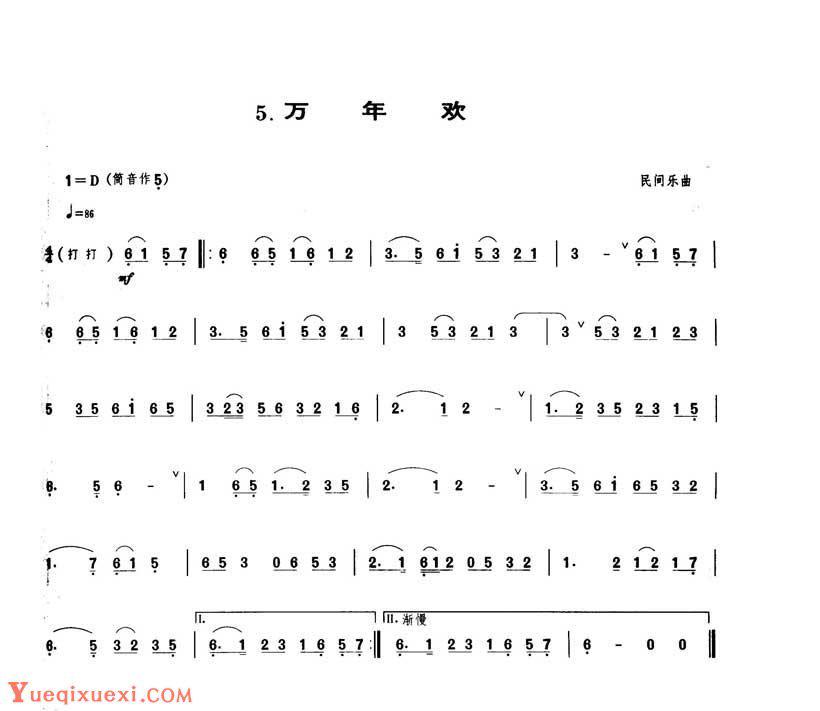 5. 万 年 欢
1=D (筒音作5)
民间乐曲
♩=86
4/4 (打 打) 6 1 5 7 ‖: 6 6 5 1 6 1 2 | 3. 5 6 i 5 3 2 1 | 3 - ∨ 6 1 5 7 |
mf
6 6 5 1 6 1 2 | 3. 5 6 i 5 3 2 1 | 3 5 3 2 1 3 | 3 ∨ 5 3 2 1 2 3
5 3 5 6 i 6 5 | 3 2 3 5 6 3 2 1 6 | 2. 1 2 - ∨ | 1. 2 3 5 2 3 1 5 |
6. 5 6 - ∨ | 1 6 5 1. 2 3 5 | 2. 1 2 - ∨ | 3. 5 6 i 6 5 3 2 |
1. 7 6 1 5 | 6 5 3 0 6 5 3 | 2. 1 6 1 2 0 5 3 2 | 1. 2 1 2 1 7 |
I. II. 渐慢
6. 5 3 2 3 5 | 6. 1 2 3 1 6 5 7 :‖ 6. 1 2 3 1 6 5 7 | 6 - 0 0 ‖
Yueqixuexi.com